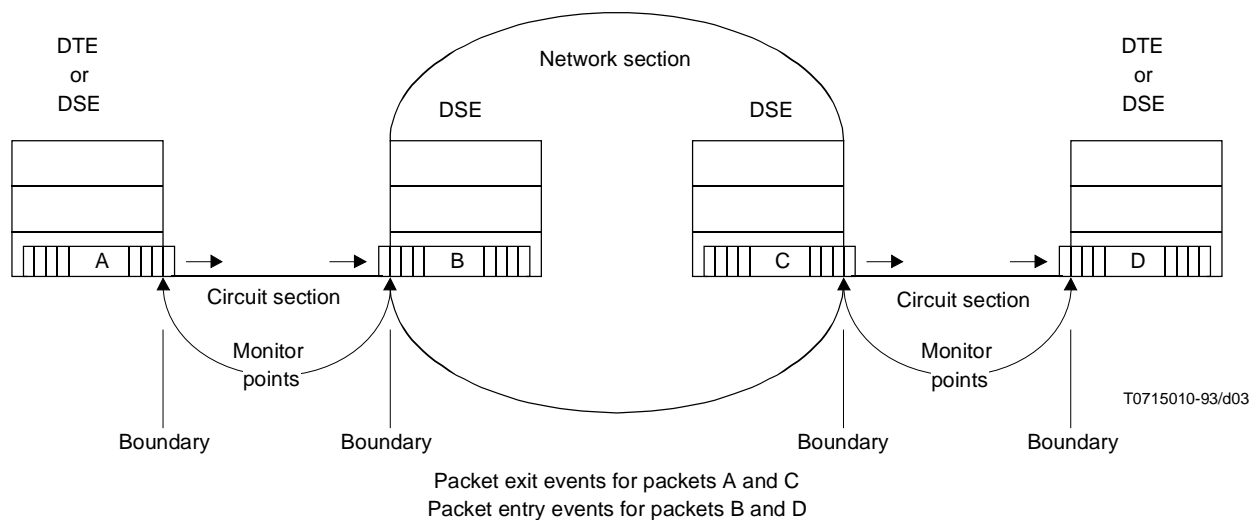 DTE
or
DSE
Network section
DSE
DSE
DTE
or
DSE
A
B
C
D
Circuit section
Circuit section
Monitor
points
Monitor
points
T0715010-93/d03
Boundary
Boundary
Boundary
Boundary
Packet exit events for packets A and C
Packet entry events for packets B and D